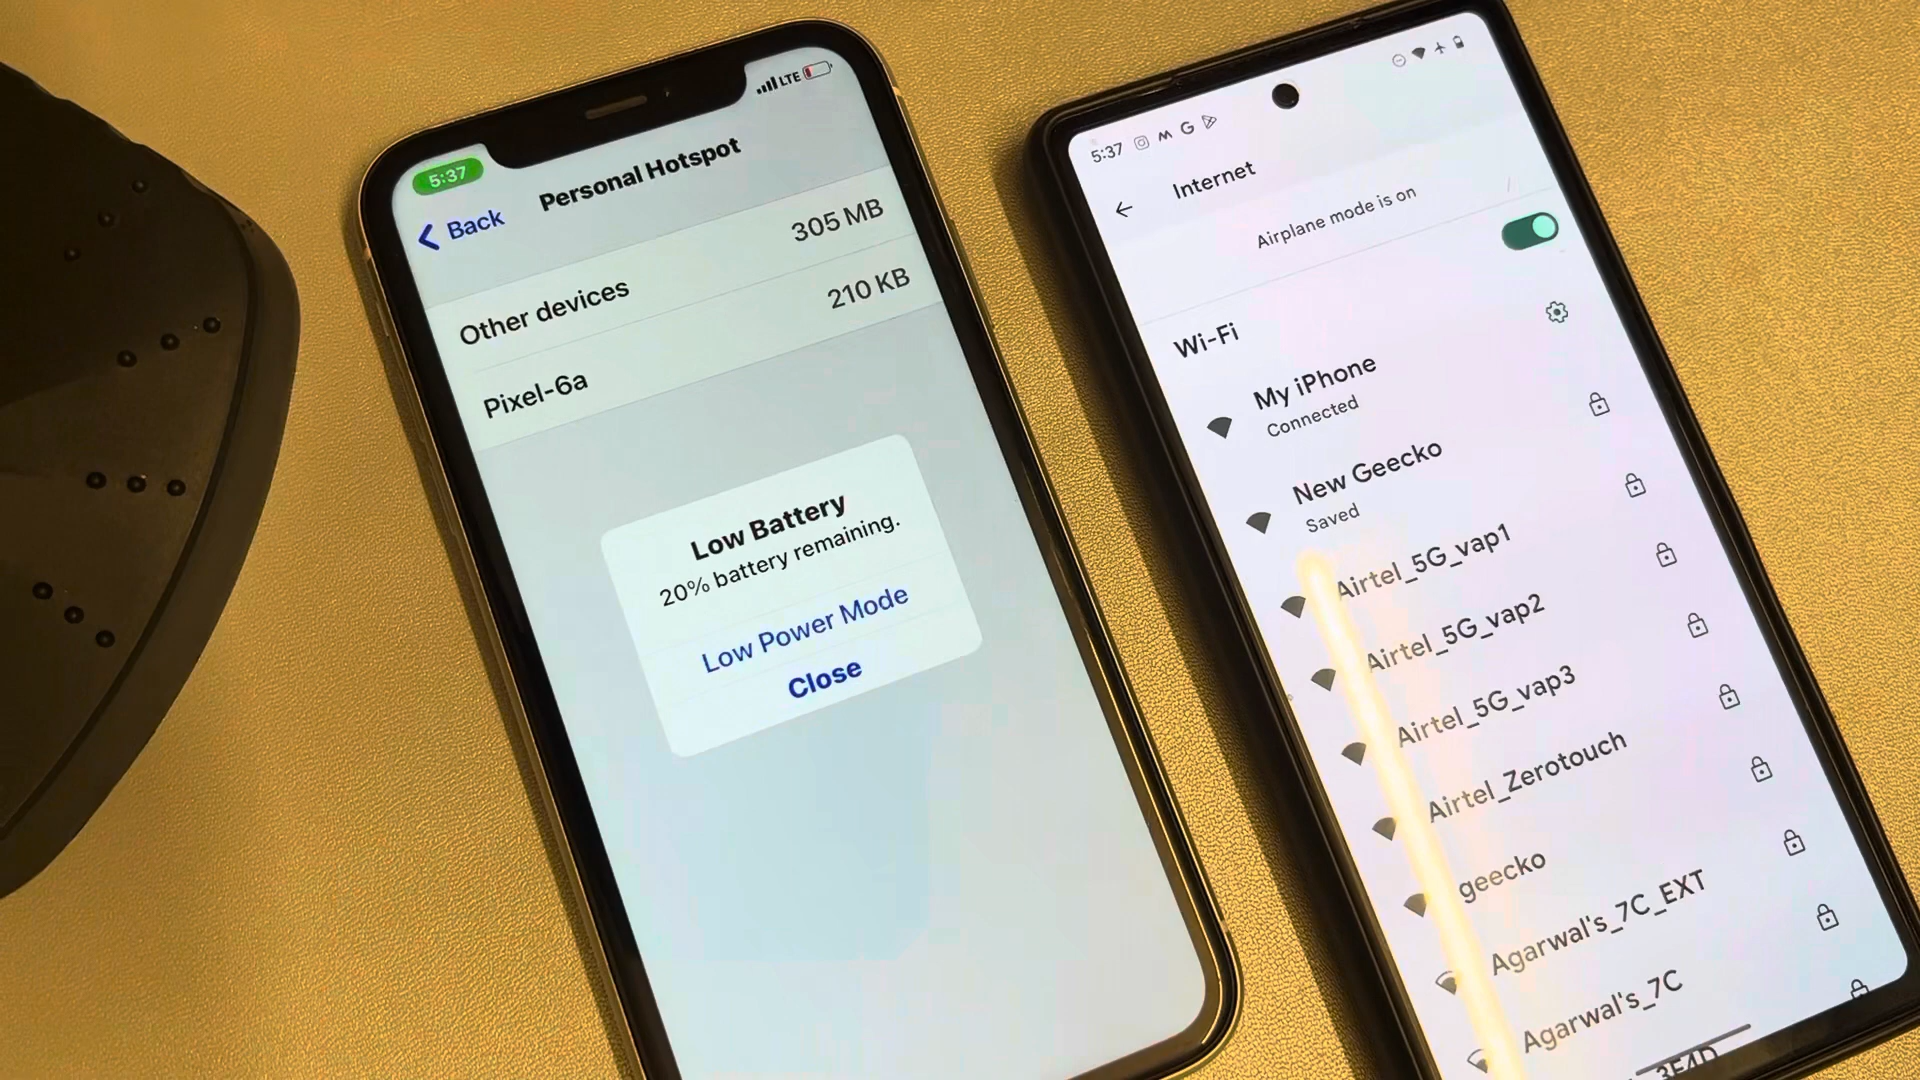 5:37
LTE
Back
Personal Hotspot
Other devices 305 MB
Pixel-6a 210 KB
Low Battery
20% battery remaining.
Low Power Mode
Close
5:37
Internet
Airplane mode is on
Wi-Fi
My iPhone
Connected
New Geecko
Saved
Airtel_5G_vap1
Airtel_5G_vap2
Airtel_5G_vap3
Airtel_Zerotouch
geecko
Agarwal's_7C_EXT
Agarwal's_7C